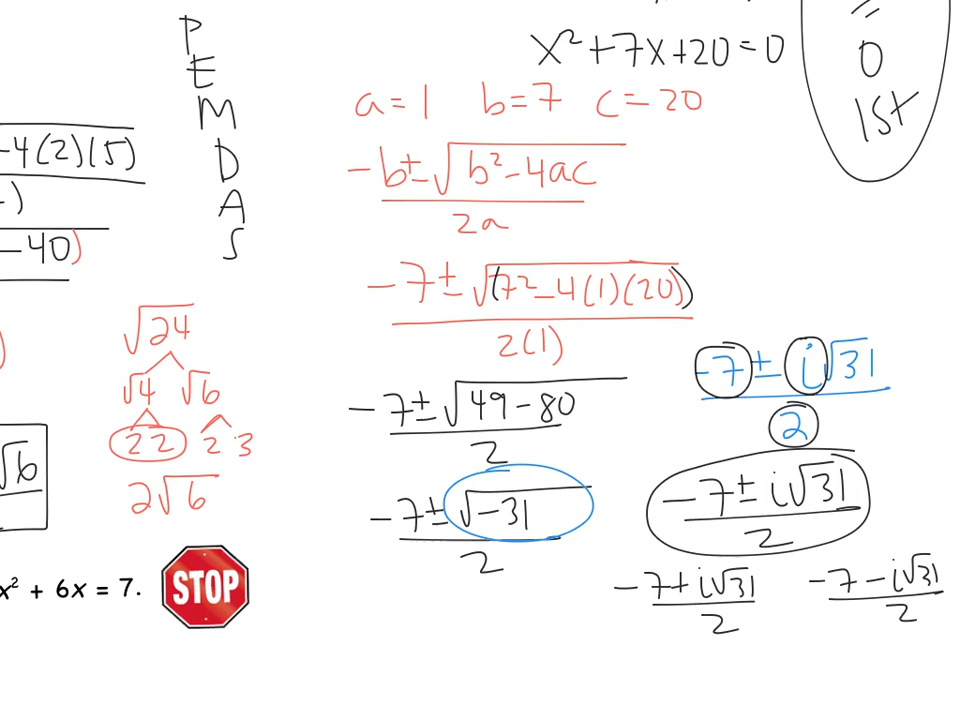 P
E
M
D
A
S
-4(2)(5)
-)
-40)
√24
√4 √6
2 2 2·3
2√6
√6
x² + 6x = 7.
STOP
=
0
1st
x²+7x+20=0
a=1 b=7 c=20
-b±√b²-4ac
2a
-7±√(7²-4(1)(20))
2(1)
-7±√49-80
2
-7±√-31
2
-7±i√31
2
-7±i√31
2
-7+i√31
2
-7-i√31
2